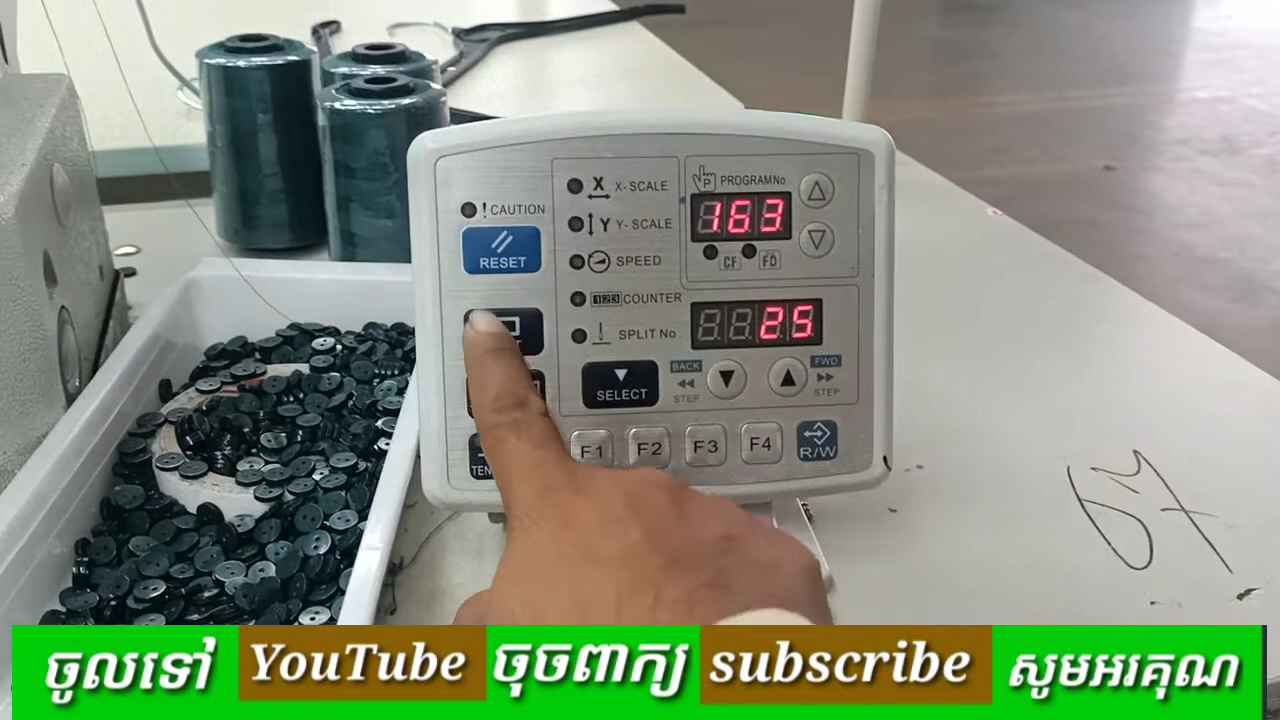 X X-SCALE
Y Y-SCALE
SPEED
123 COUNTER
SPLIT No
! CAUTION
RESET
P PROGRAM No
163
CF FD
25
SELECT
BACK
STEP
FWD
STEP
F1 F2 F3 F4
R/W
ចូលទៅ YouTube ចុចពាក្យ subscribe សូមអរគុណ